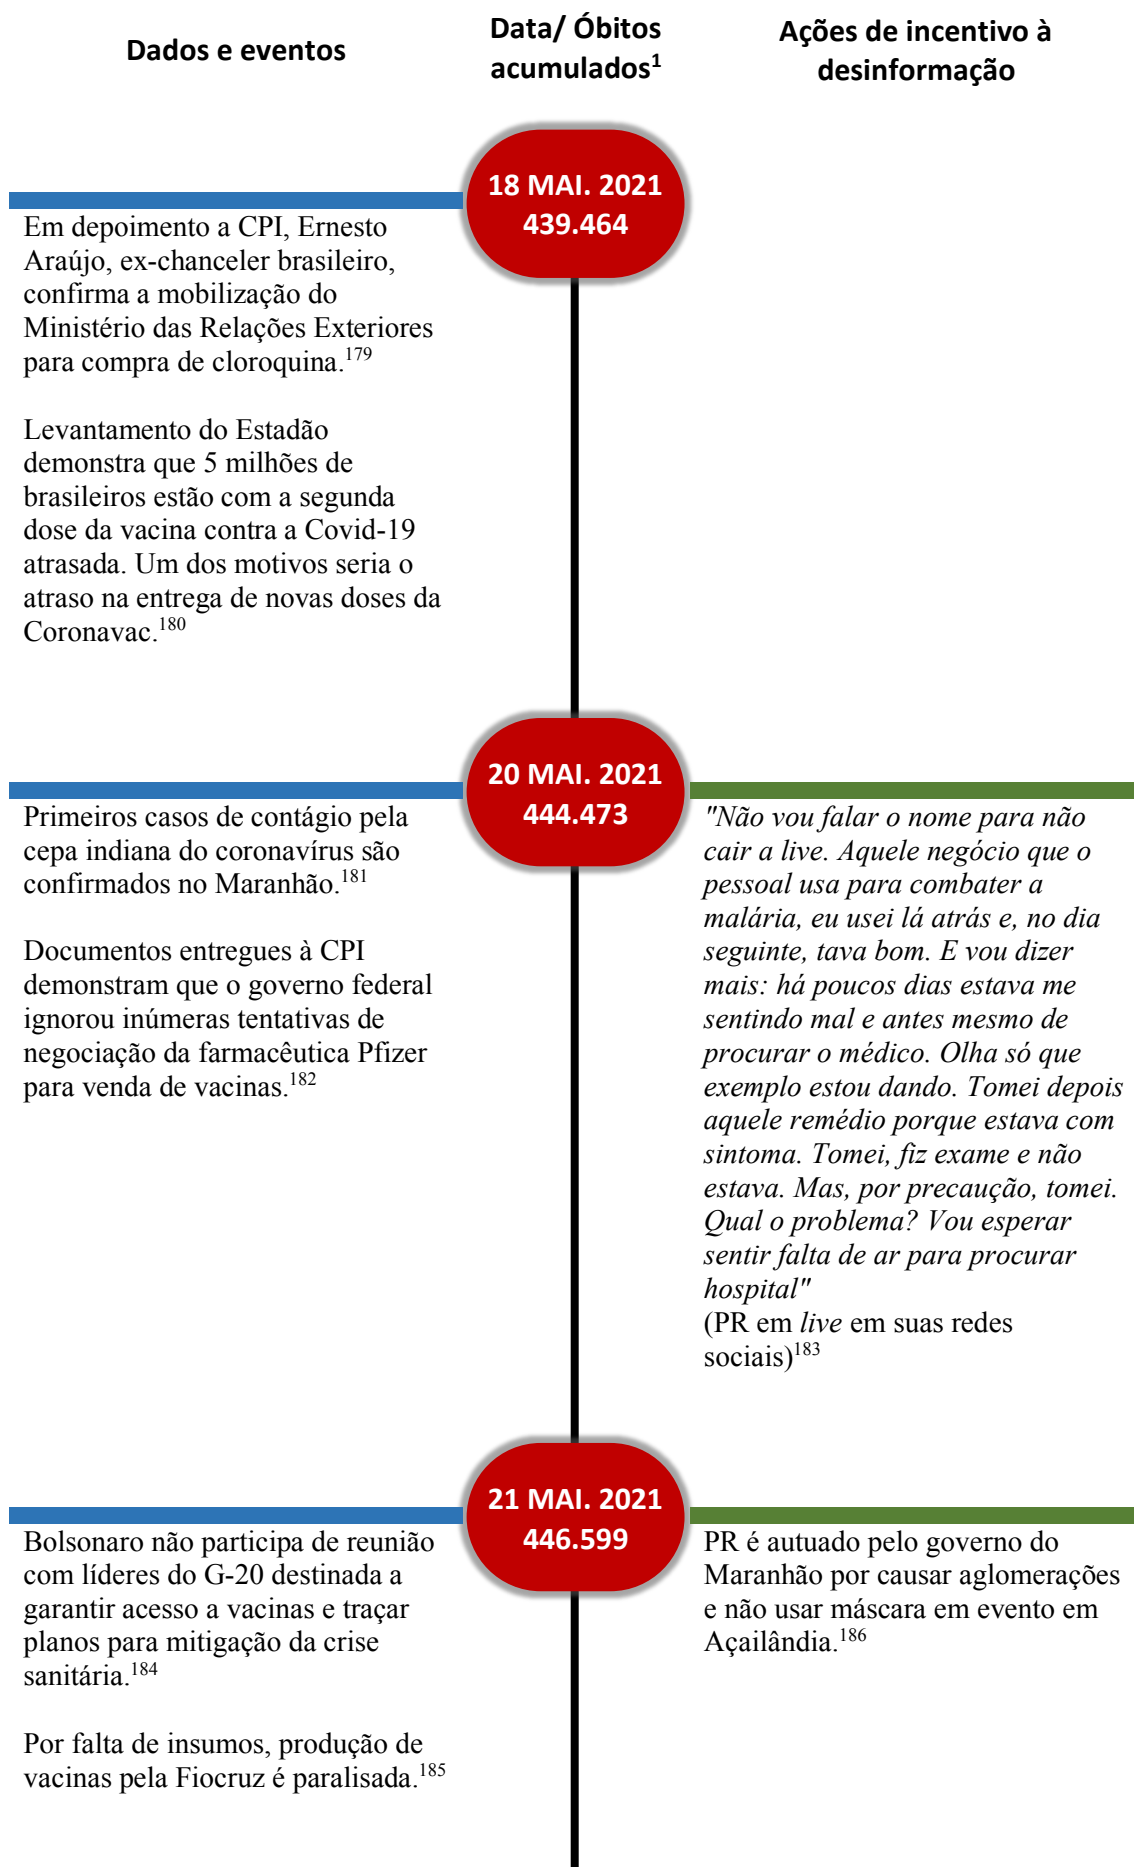 Dados e eventos
Data/ Óbitos
acumulados¹
Ações de incentivo à
desinformação
18 MAI. 2021
439.464
Em depoimento a CPI, Ernesto
Araújo, ex-chanceler brasileiro,
confirma a mobilização do
Ministério das Relações Exteriores
para compra de cloroquina.¹⁷⁹
Levantamento do Estadão
demonstra que 5 milhões de
brasileiros estão com a segunda
dose da vacina contra a Covid-19
atrasada. Um dos motivos seria o
atraso na entrega de novas doses da
Coronavac.¹⁸⁰
20 MAI. 2021
444.473
Primeiros casos de contágio pela
cepa indiana do coronavírus são
confirmados no Maranhão.¹⁸¹
Documentos entregues à CPI
demonstram que o governo federal
ignorou inúmeras tentativas de
negociação da farmacêutica Pfizer
para venda de vacinas.¹⁸²
"Não vou falar o nome para não
cair a live. Aquele negócio que o
pessoal usa para combater a
malária, eu usei lá atrás e, no dia
seguinte, tava bom. E vou dizer
mais: há poucos dias estava me
sentindo mal e antes mesmo de
procurar o médico. Olha só que
exemplo estou dando. Tomei depois
aquele remédio porque estava com
sintoma. Tomei, fiz exame e não
estava. Mas, por precaução, tomei.
Qual o problema? Vou esperar
sentir falta de ar para procurar
hospital"
(PR em live em suas redes
sociais)¹⁸³
21 MAI. 2021
446.599
Bolsonaro não participa de reunião
com líderes do G-20 destinada a
garantir acesso a vacinas e traçar
planos para mitigação da crise
sanitária.¹⁸⁴
Por falta de insumos, produção de
vacinas pela Fiocruz é paralisada.¹⁸⁵
PR é autuado pelo governo do
Maranhão por causar aglomerações
e não usar máscara em evento em
Açailândia.¹⁸⁶